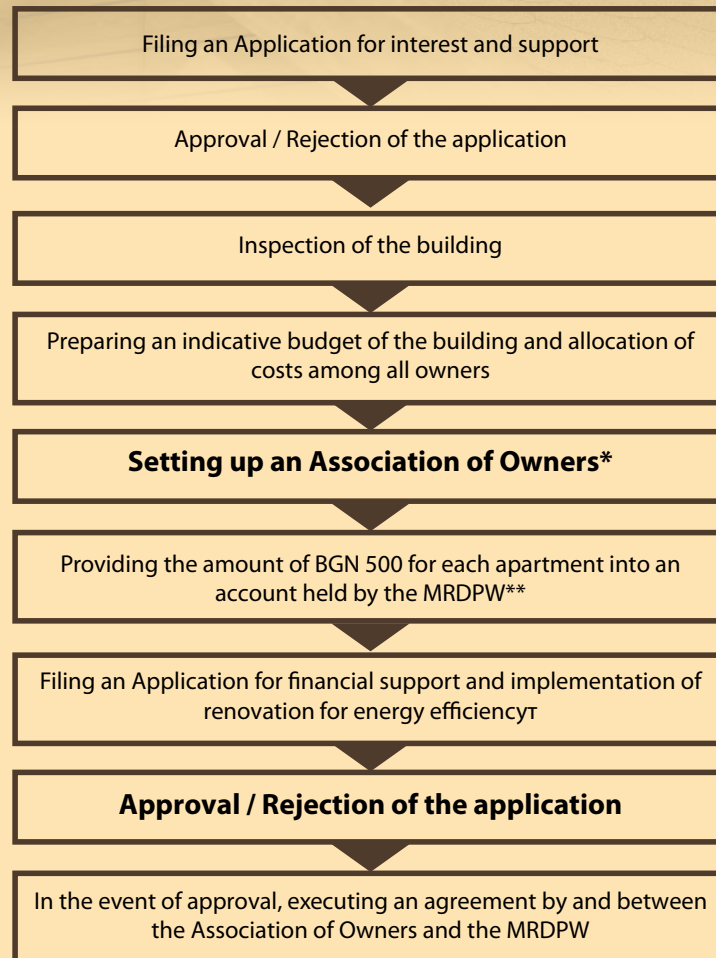 Filing an Application for interest and support
Approval / Rejection of the application
Inspection of the building
Preparing an indicative budget of the building and allocation of
costs among all owners
Setting up an Association of Owners*
Providing the amount of BGN 500 for each apartment into an
account held by the MRDPW**
Filing an Application for financial support and implementation of
renovation for energy efficiencyт
Approval / Rejection of the application
In the event of approval, executing an agreement by and between
the Association of Owners and the MRDPW